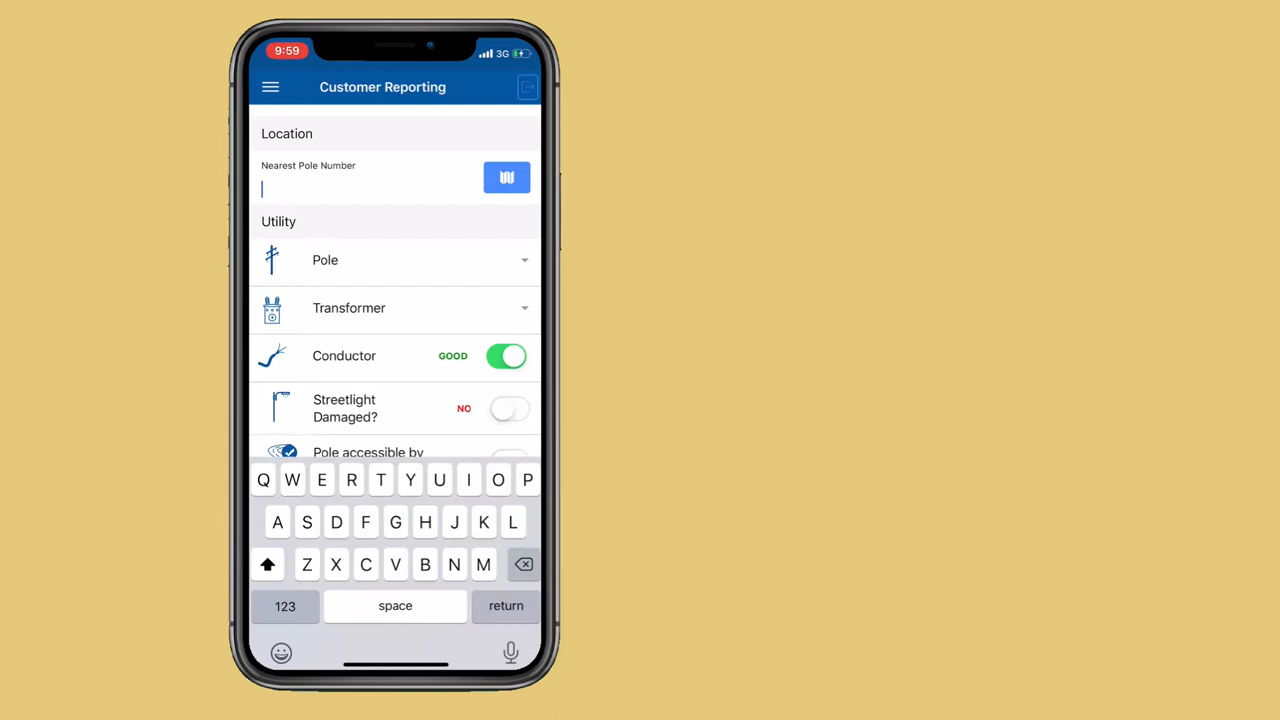 9:59
3G
Customer Reporting
Location
Nearest Pole Number
Utility
Pole
Transformer
Conductor GOOD
Streetlight
Damaged? NO
Pole accessible by
Q W E R T Y U I O P
A S D F G H J K L
Z X C V B N M
123 space return